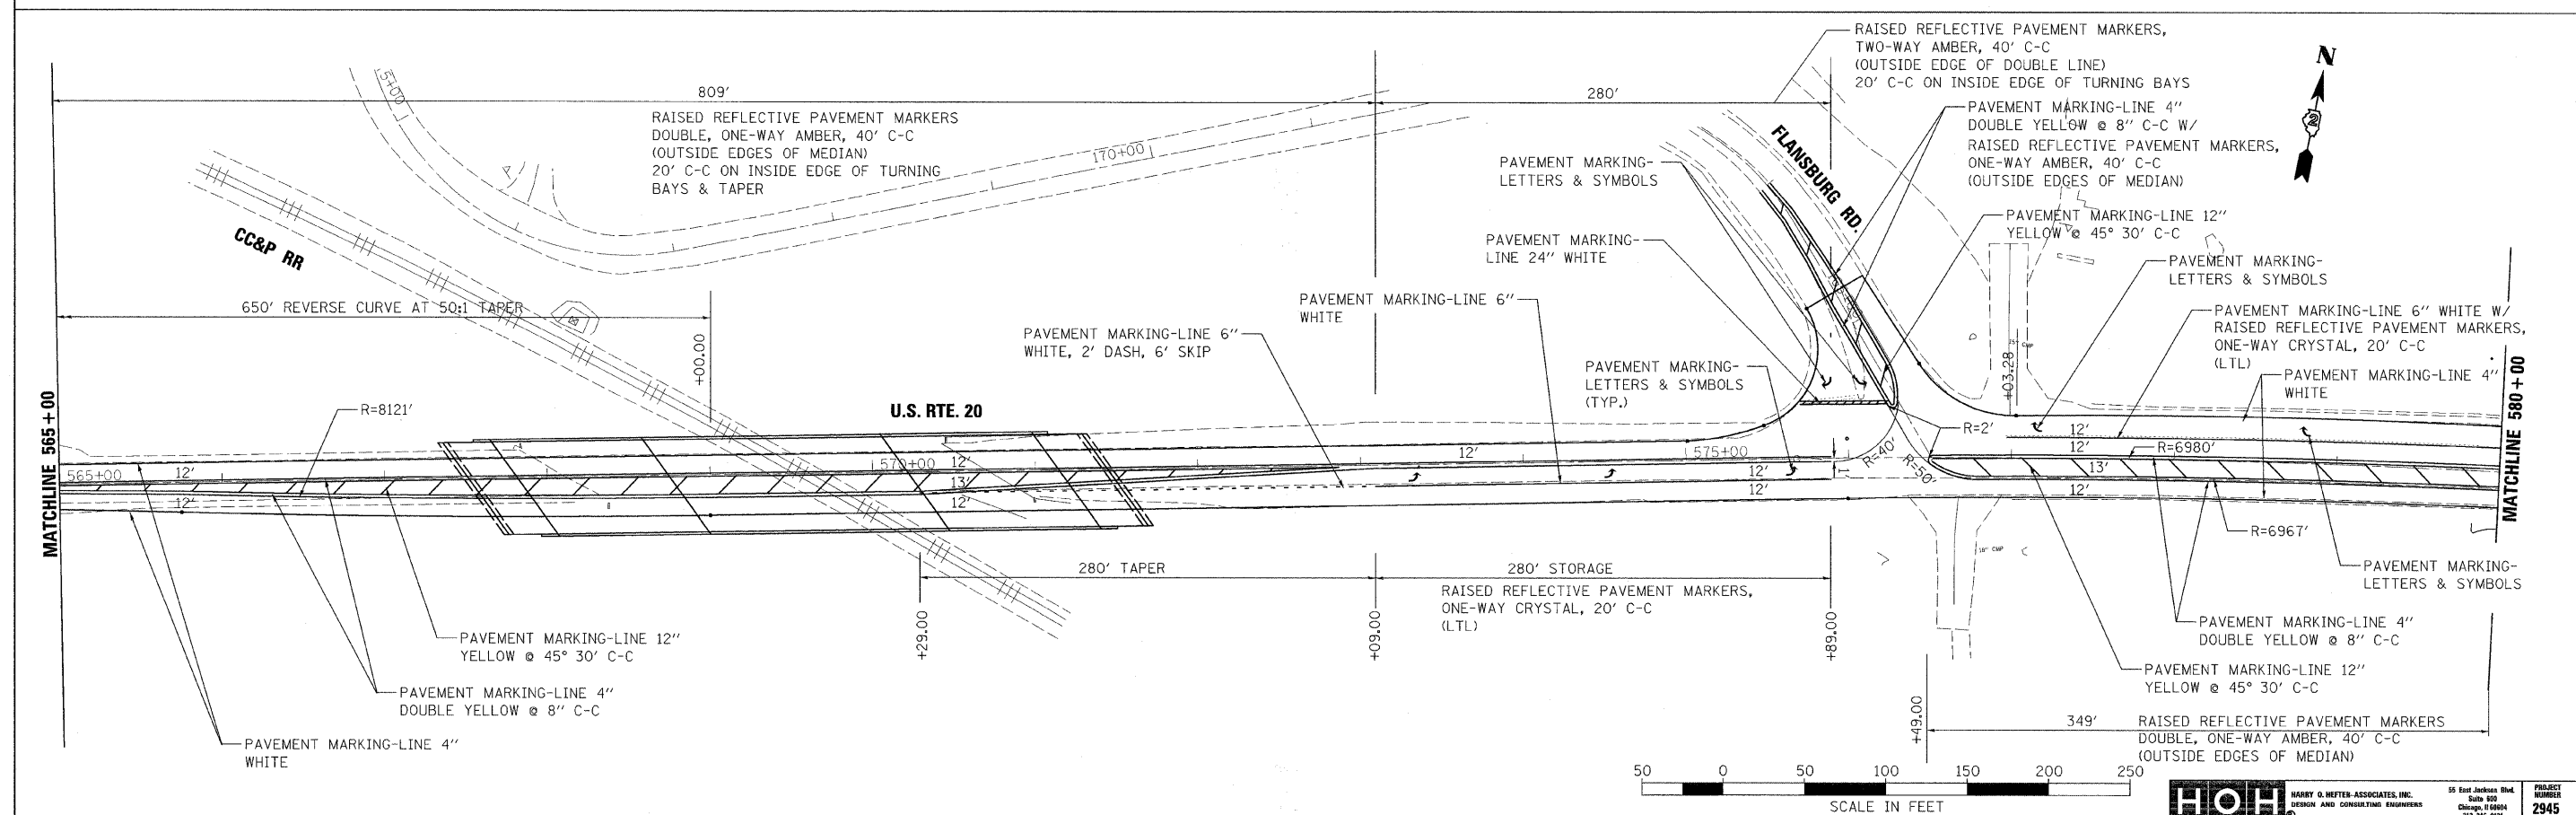 RAISED REFLECTIVE PAVEMENT MARKERS,
TWO-WAY AMBER, 40' C-C
(OUTSIDE EDGE OF DOUBLE LINE)
20' C-C ON INSIDE EDGE OF TURNING BAYS
N
2
809'
280'
5+00
RAISED REFLECTIVE PAVEMENT MARKERS
DOUBLE, ONE-WAY AMBER, 40' C-C
(OUTSIDE EDGES OF MEDIAN)
20' C-C ON INSIDE EDGE OF TURNING
BAYS & TAPER
170+00
PAVEMENT MARKING-LINE 4"
DOUBLE YELLOW @ 8" C-C W/
RAISED REFLECTIVE PAVEMENT MARKERS,
ONE-WAY AMBER, 40' C-C
(OUTSIDE EDGES OF MEDIAN)
FLANSBURG RD.
PAVEMENT MARKING-
LETTERS & SYMBOLS
PAVEMENT MARKING-LINE 12"
YELLOW @ 45° 30' C-C
CC&P RR
PAVEMENT MARKING-
LINE 24" WHITE
PAVEMENT MARKING-
LETTERS & SYMBOLS
650' REVERSE CURVE AT 50:1 TAPER
PAVEMENT MARKING-LINE 6"
WHITE
PAVEMENT MARKING-LINE 6" WHITE W/
RAISED REFLECTIVE PAVEMENT MARKERS,
ONE-WAY CRYSTAL, 20' C-C
(LTL)
+00.00
PAVEMENT MARKING-LINE 6"
WHITE, 2' DASH, 6' SKIP
PAVEMENT MARKING-
LETTERS & SYMBOLS
(TYP.)
+03.28
PAVEMENT MARKING-LINE 4"
WHITE
MATCHLINE 565+00
R=8121'
U.S. RTE. 20
MATCHLINE 580+00
R=2'
12'
12'
R=6980'
13'
12'
R=40'
R=50'
565+00
12'
12'
570+00
12'
13'
12'
12'
575+00
12'
12'
R=6967'
280' TAPER
280' STORAGE
RAISED REFLECTIVE PAVEMENT MARKERS,
ONE-WAY CRYSTAL, 20' C-C
(LTL)
18" CMP
PAVEMENT MARKING-
LETTERS & SYMBOLS
+29.00
+09.00
+89.00
PAVEMENT MARKING-LINE 12"
YELLOW @ 45° 30' C-C
PAVEMENT MARKING-LINE 4"
DOUBLE YELLOW @ 8" C-C
PAVEMENT MARKING-LINE 12"
YELLOW @ 45° 30' C-C
PAVEMENT MARKING-LINE 4"
DOUBLE YELLOW @ 8" C-C
+49.00
349'
RAISED REFLECTIVE PAVEMENT MARKERS
DOUBLE, ONE-WAY AMBER, 40' C-C
(OUTSIDE EDGES OF MEDIAN)
PAVEMENT MARKING-LINE 4"
WHITE
50 0 50 100 150 200 250
SCALE IN FEET
HOH
HARRY O. HEFTER-ASSOCIATES, INC.
DESIGN AND CONSULTING ENGINEERS
55 East Jackson Blvd.
Suite 600
Chicago, Il 60604
PROJECT
NUMBER
2945